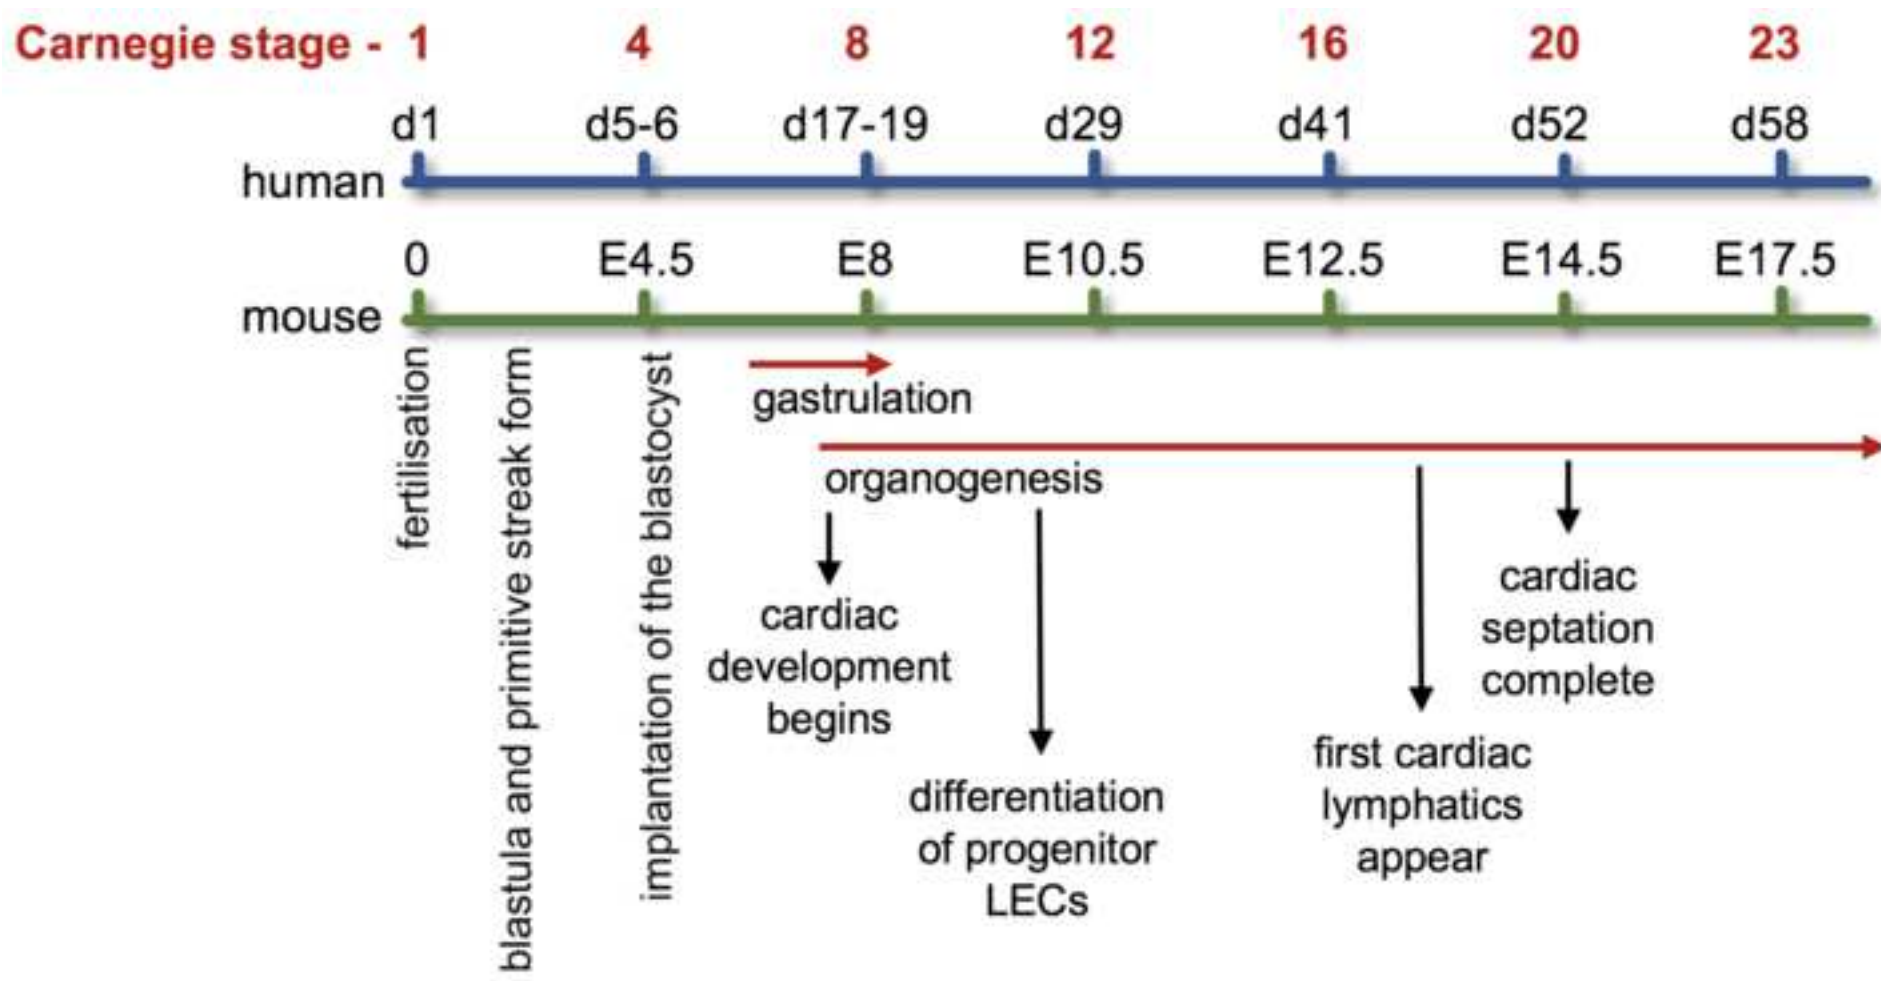 Carnegie stage - 1 4 8 12 16 20 23
d1 d5-6 d17-19 d29 d41 d52 d58
human
0 E4.5 E8 E10.5 E12.5 E14.5 E17.5
mouse
fertilisation
blastula and primitive streak form
implantation of the blastocyst
gastrulation
organogenesis
cardiac
development
begins
differentiation
of progenitor
LECs
first cardiac
lymphatics
appear
cardiac
septation
complete